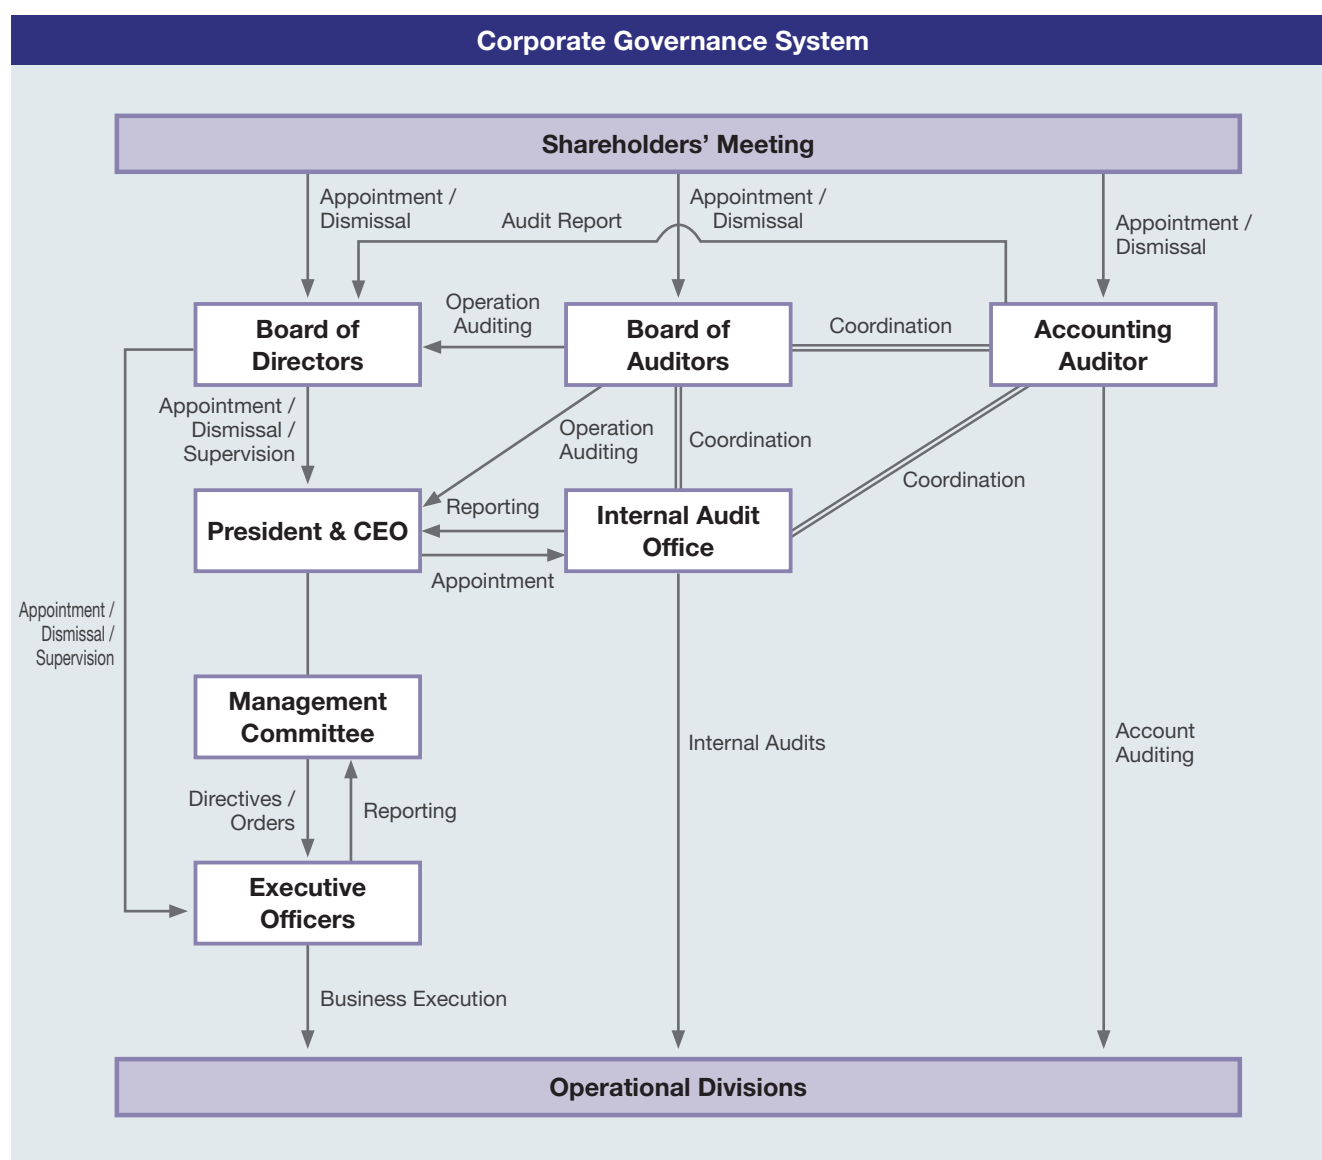 Corporate Governance System
Shareholders’ Meeting
Appointment /
Dismissal
Audit Report
Appointment /
Dismissal
Appointment /
Dismissal
Board of
Directors
Operation
Auditing
Board of
Auditors
Coordination
Accounting
Auditor
Appointment /
Dismissal /
Supervision
Operation
Auditing
Coordination
Coordination
President & CEO
Reporting
Appointment
Internal Audit
Office
Appointment /
Dismissal /
Supervision
Management
Committee
Internal Audits
Account
Auditing
Directives /
Orders
Reporting
Executive
Officers
Business Execution
Operational Divisions